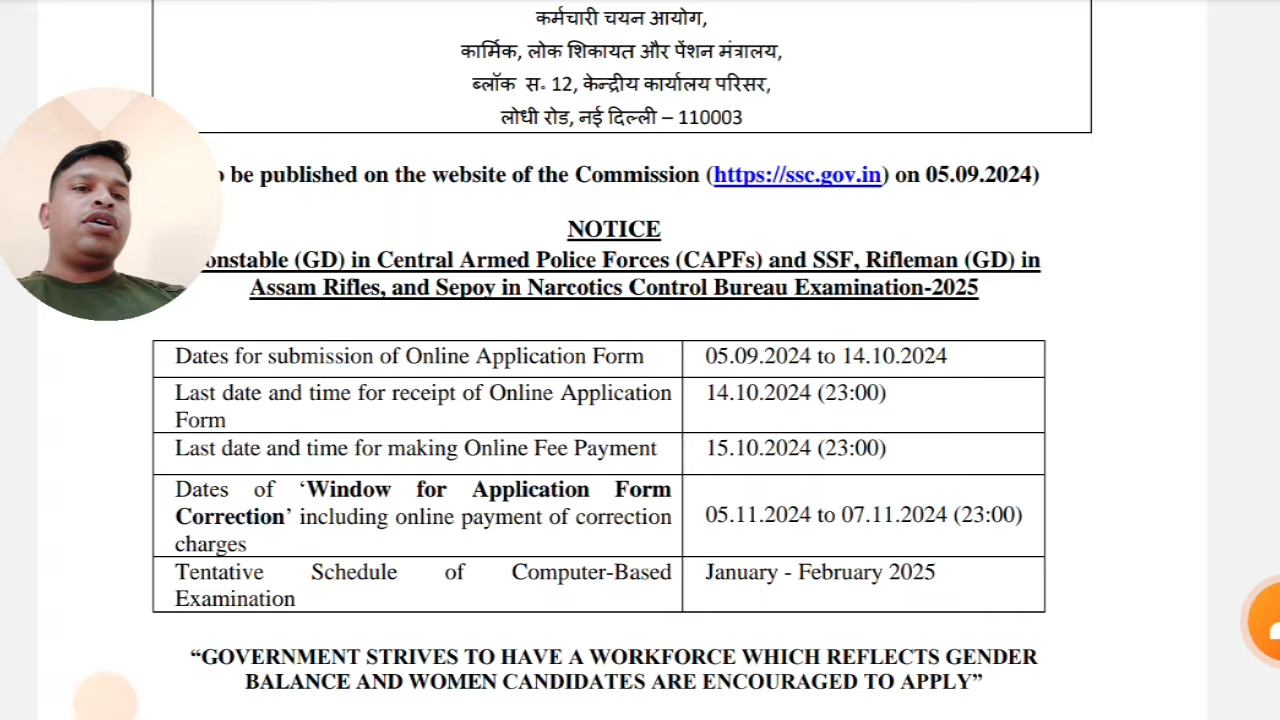 कर्मचारी चयन आयोग,
कार्मिक, लोक शिकायत और पेंशन मंत्रालय,
ब्लॉक स॰ 12, केन्द्रीय कार्यालय परिसर,
लोधी रोड, नई दिल्ली – 110003
be published on the website of the Commission (https://ssc.gov.in) on 05.09.2024)
NOTICE
onstable (GD) in Central Armed Police Forces (CAPFs) and SSF, Rifleman (GD) in
Assam Rifles, and Sepoy in Narcotics Control Bureau Examination-2025
Dates for submission of Online Application Form 05.09.2024 to 14.10.2024
Last date and time for receipt of Online Application 14.10.2024 (23:00)
Form
Last date and time for making Online Fee Payment 15.10.2024 (23:00)
Dates of ‘Window for Application Form
Correction’ including online payment of correction 05.11.2024 to 07.11.2024 (23:00)
charges
Tentative Schedule of Computer-Based January - February 2025
Examination
“GOVERNMENT STRIVES TO HAVE A WORKFORCE WHICH REFLECTS GENDER
BALANCE AND WOMEN CANDIDATES ARE ENCOURAGED TO APPLY”